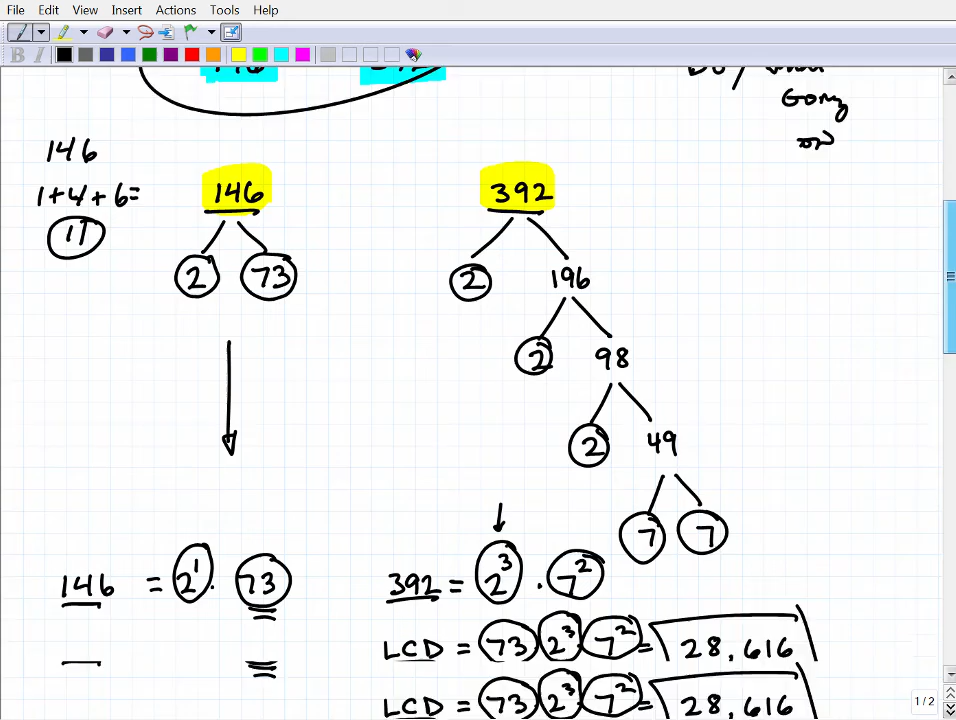 File Edit View Insert Actions Tools Help
B I
Going
on
146
1+4+6=
11
146
392
2 73
2 196
2 98
2 49
7 7
146 = 2¹ · 73
392 = 2³ · 7²
LCD = 73 · 2³ · 7² = 28,616
LCD = 73 · 2³ · 7² = 28,616
1 / 2